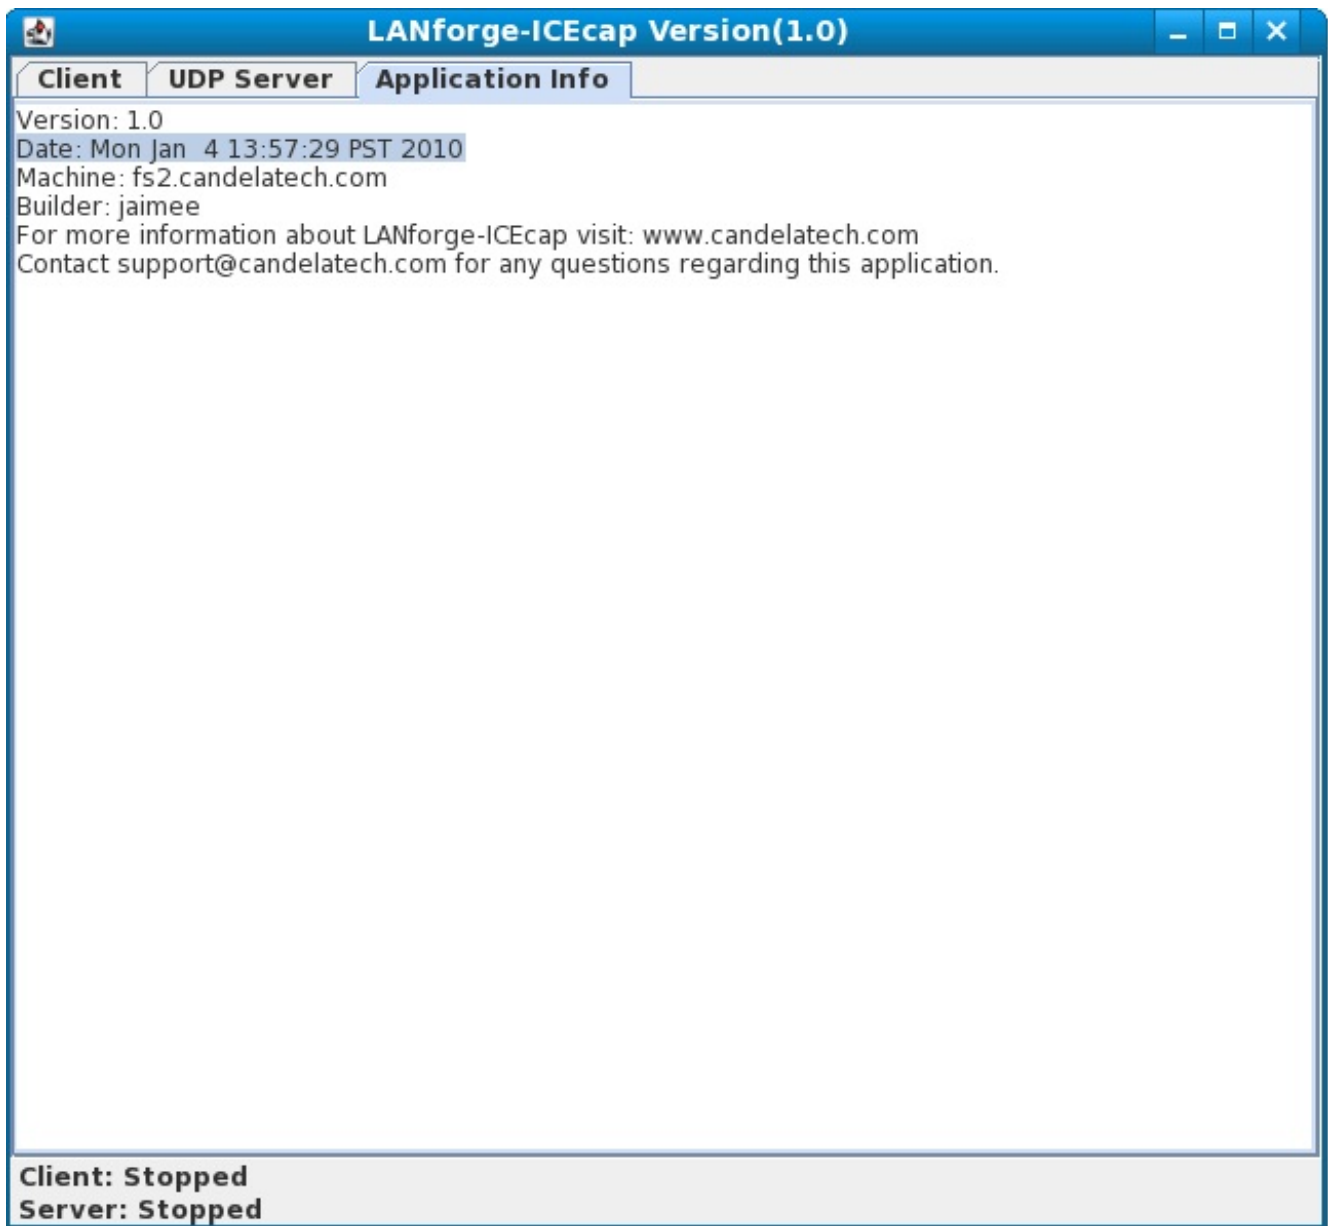 LANforge-ICEcap Version(1.0)
Client UDP Server Application Info
Version: 1.0
Date: Mon Jan  4 13:57:29 PST 2010
Machine: fs2.candelatech.com
Builder: jaimee
For more information about LANforge-ICEcap visit: www.candelatech.com
Contact support@candelatech.com for any questions regarding this application.
Client: Stopped
Server: Stopped